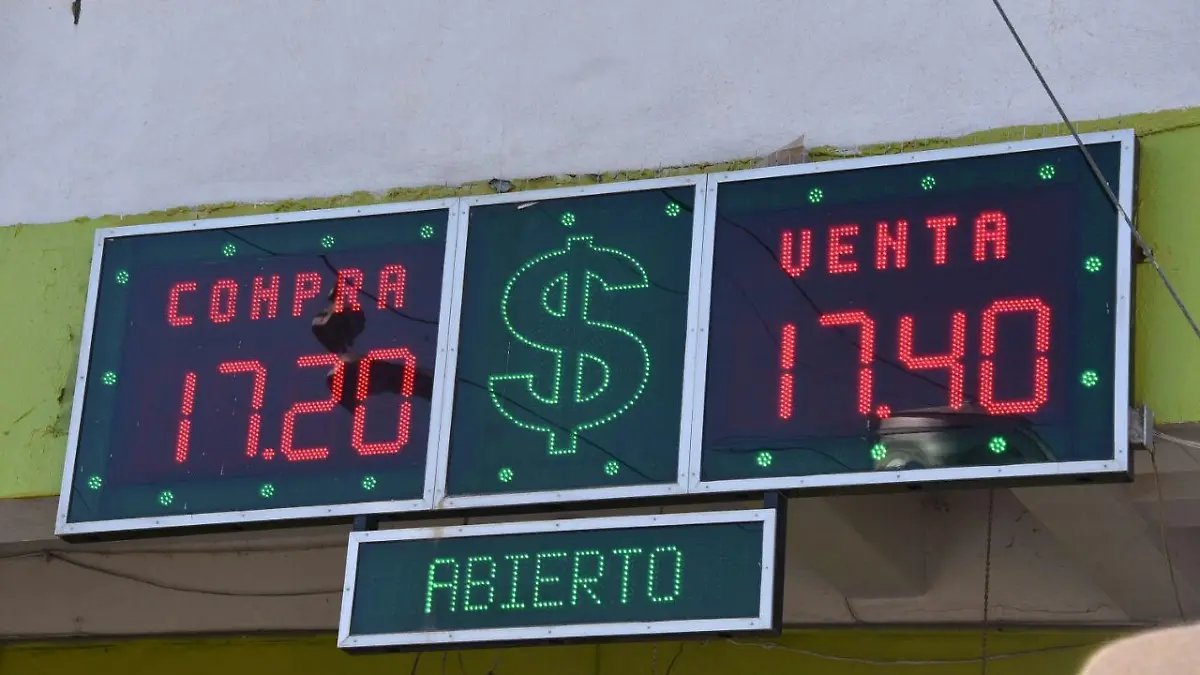 COMPRA
17.20
$
VENTA
17.40
ABIERTO